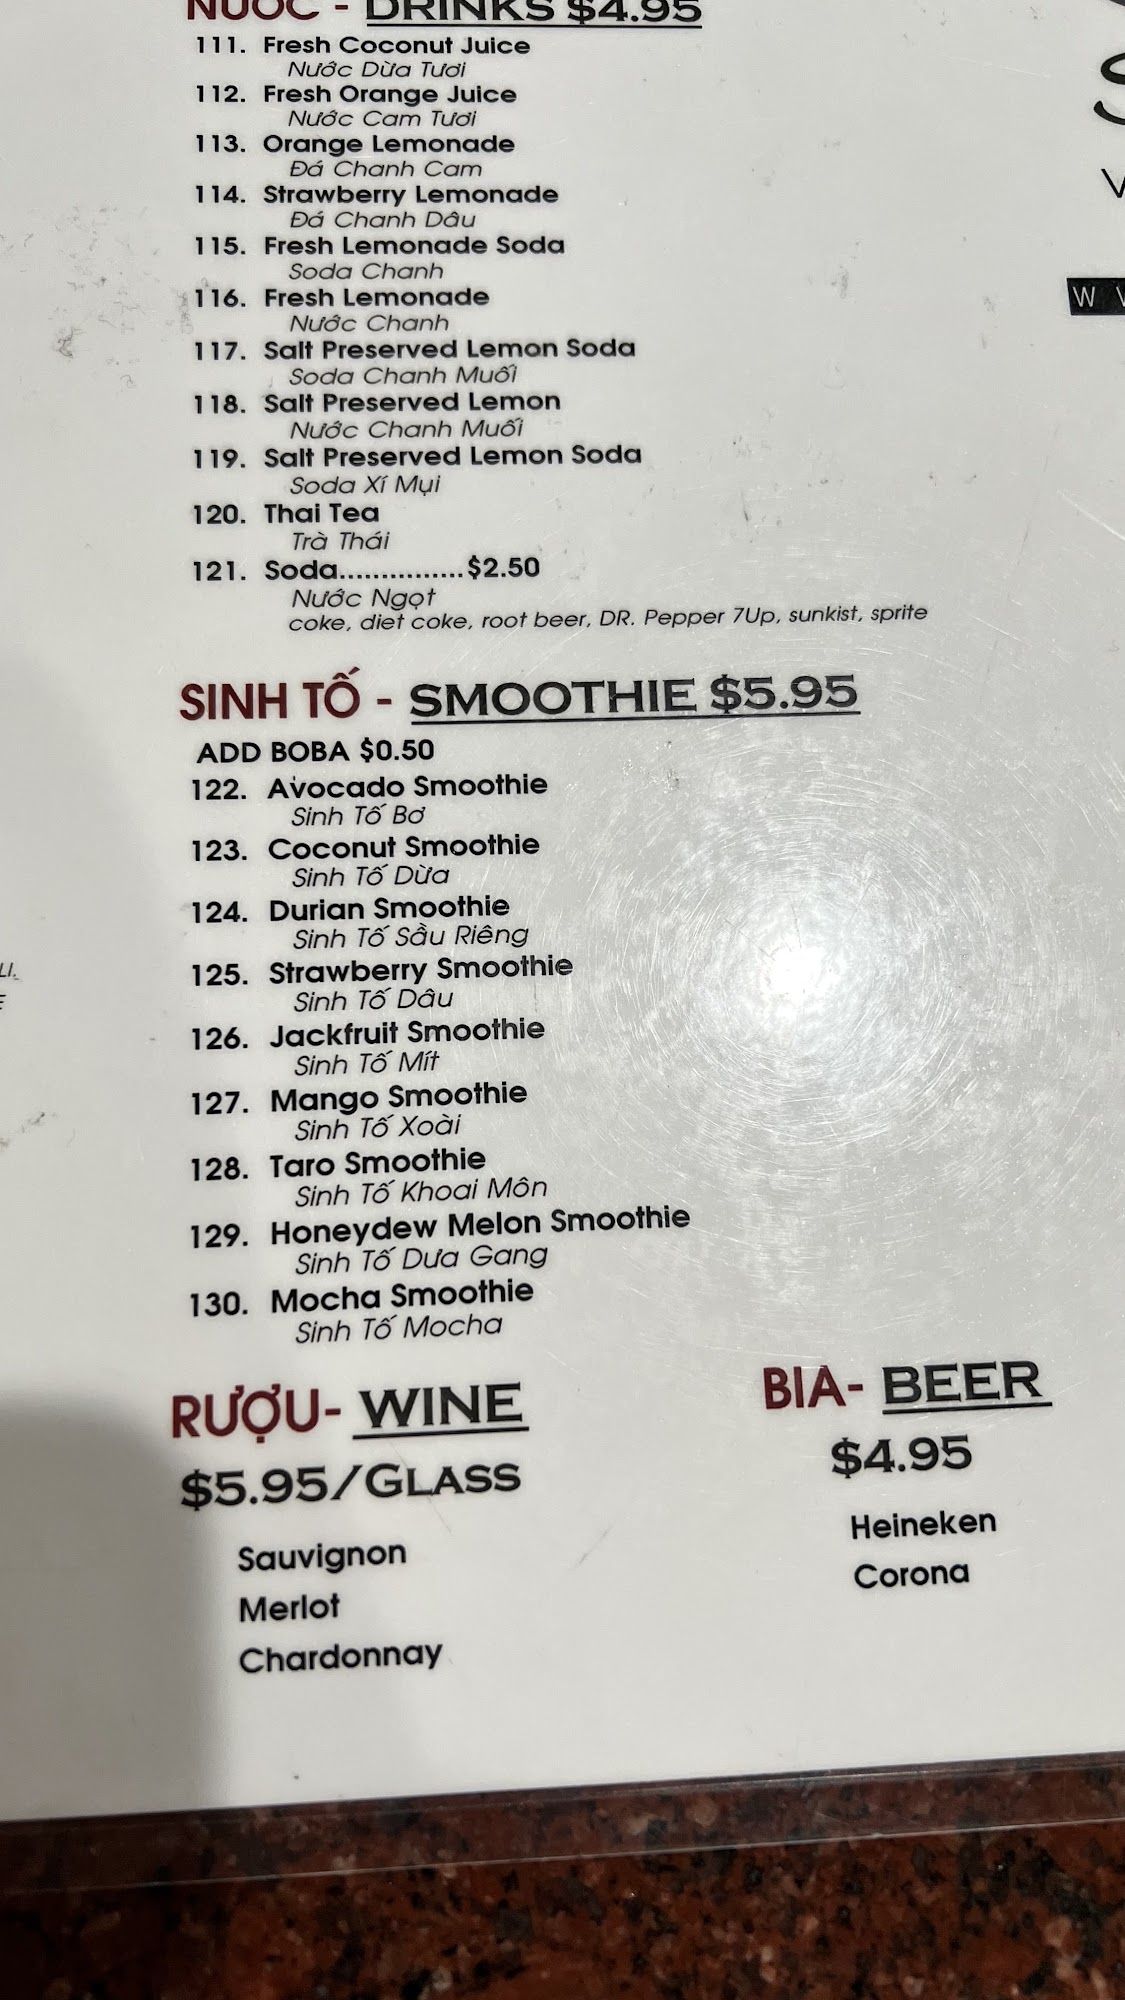 NƯỚC - DRINKS $4.95
111. Fresh Coconut Juice
Nước Dừa Tươi
112. Fresh Orange Juice
Nước Cam Tươi
113. Orange Lemonade
Đá Chanh Cam
114. Strawberry Lemonade
Đá Chanh Dâu
115. Fresh Lemonade Soda
Soda Chanh
116. Fresh Lemonade
Nước Chanh
117. Salt Preserved Lemon Soda
Soda Chanh Muối
118. Salt Preserved Lemon
Nước Chanh Muối
119. Salt Preserved Lemon Soda
Soda Xí Mụi
120. Thai Tea
Trà Thái
121. Soda...............$2.50
Nước Ngọt
coke, diet coke, root beer, DR. Pepper 7Up, sunkist, sprite
SINH TỐ - SMOOTHIE $5.95
ADD BOBA $0.50
122. Avocado Smoothie
Sinh Tố Bơ
123. Coconut Smoothie
Sinh Tố Dừa
124. Durian Smoothie
Sinh Tố Sầu Riêng
125. Strawberry Smoothie
Sinh Tố Dâu
126. Jackfruit Smoothie
Sinh Tố Mít
127. Mango Smoothie
Sinh Tố Xoài
128. Taro Smoothie
Sinh Tố Khoai Môn
129. Honeydew Melon Smoothie
Sinh Tố Dưa Gang
130. Mocha Smoothie
Sinh Tố Mocha
RƯỢU- WINE
$5.95/GLASS
Sauvignon
Merlot
Chardonnay
BIA- BEER
$4.95
Heineken
Corona